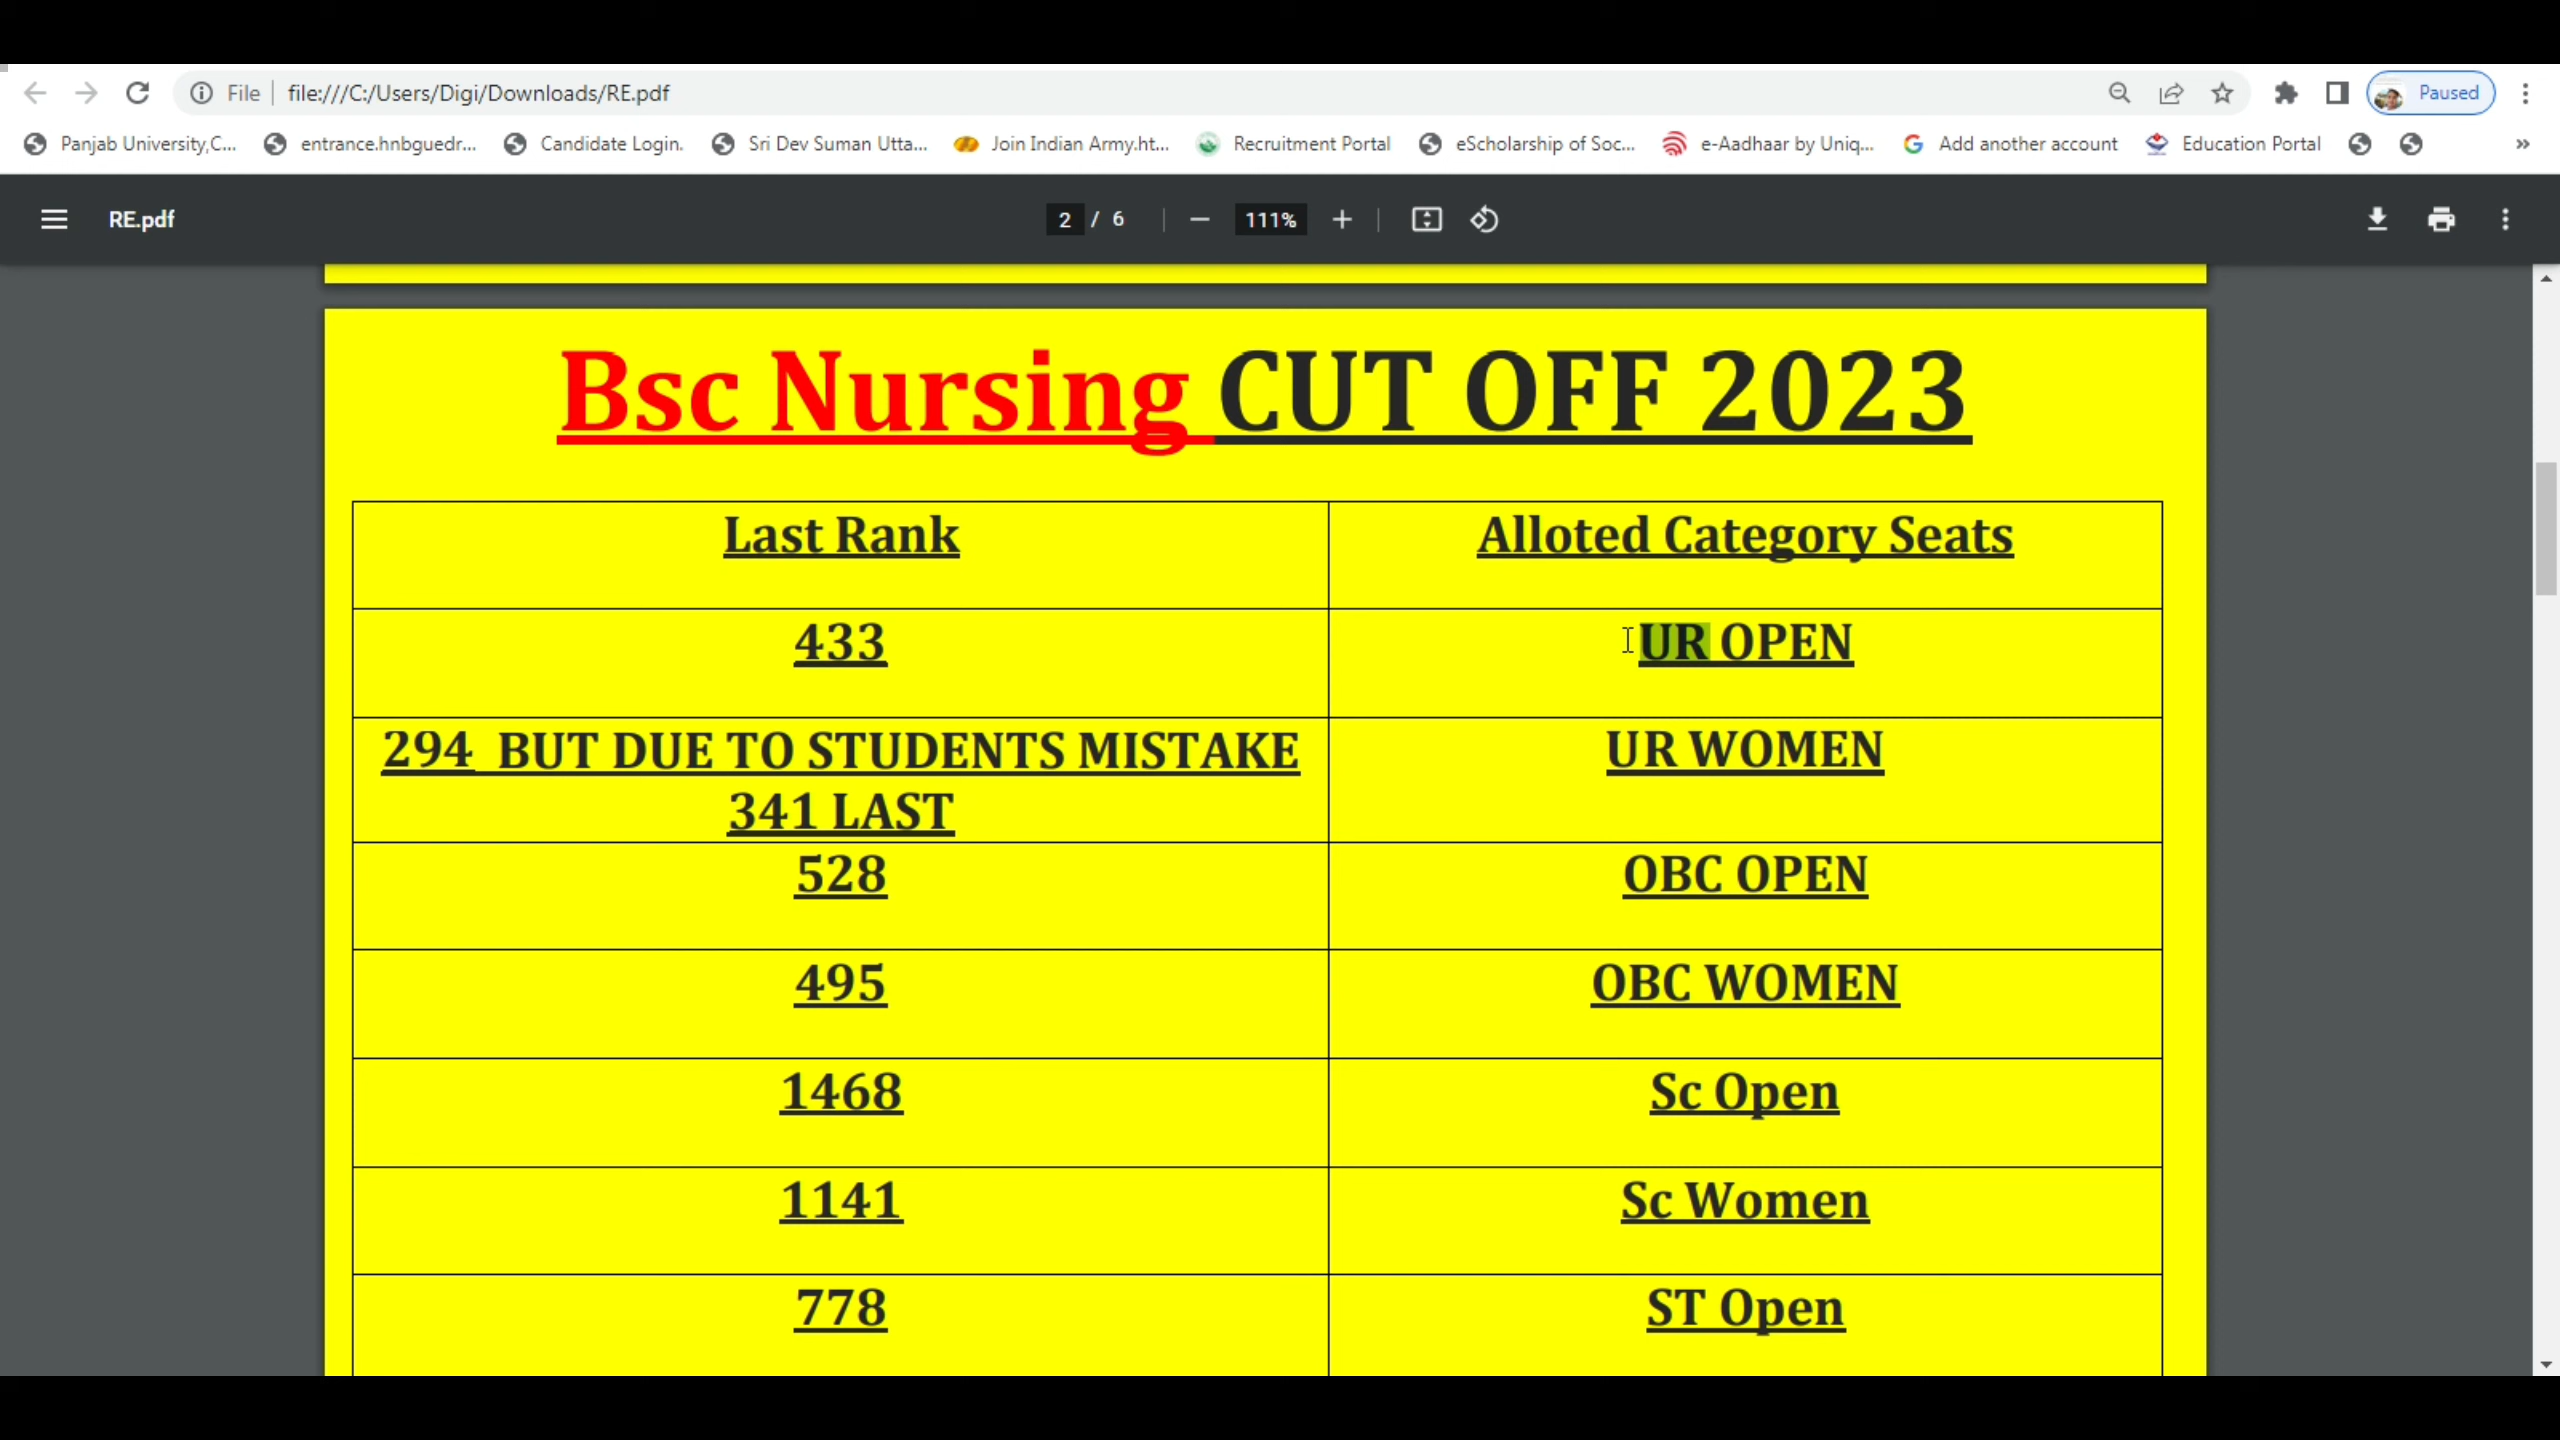 File
file:///C:/Users/Digi/Downloads/RE.pdf
Paused
Panjab University,C...
entrance.hnbguedr...
Candidate Login.
Sri Dev Suman Utta...
Join Indian Army.ht...
Recruitment Portal
eScholarship of Soc...
e-Aadhaar by Uniq...
Add another account
Education Portal
»
RE.pdf
2 / 6
111%
Bsc Nursing CUT OFF 2023
Last Rank
Alloted Category Seats
433
UR OPEN
294 BUT DUE TO STUDENTS MISTAKE
341 LAST
UR WOMEN
528
OBC OPEN
495
OBC WOMEN
1468
Sc Open
1141
Sc Women
778
ST Open